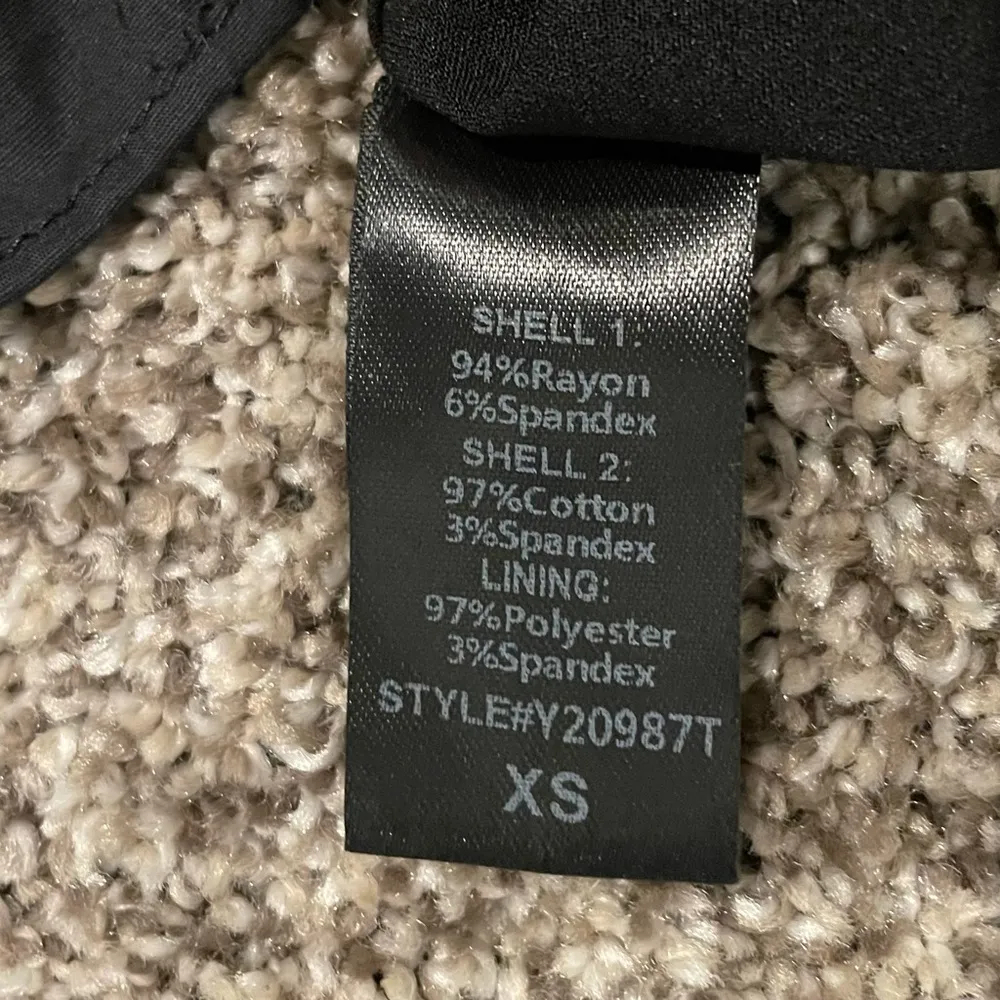 SHELL 1:
94%Rayon
6%Spandex
SHELL 2:
97%Cotton
3%Spandex
LINING:
97%Polyester
3%Spandex
STYLE#Y20987T
XS